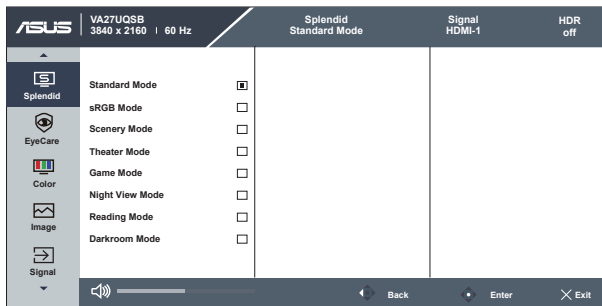 ASUS
VA27UQSB
3840 x 2160 | 60 Hz
Splendid
Standard Mode
Signal
HDMI-1
HDR
off
S
Splendid
EyeCare
Color
Image
Signal
Standard Mode
sRGB Mode
Scenery Mode
Theater Mode
Game Mode
Night View Mode
Reading Mode
Darkroom Mode
Back
Enter
Exit